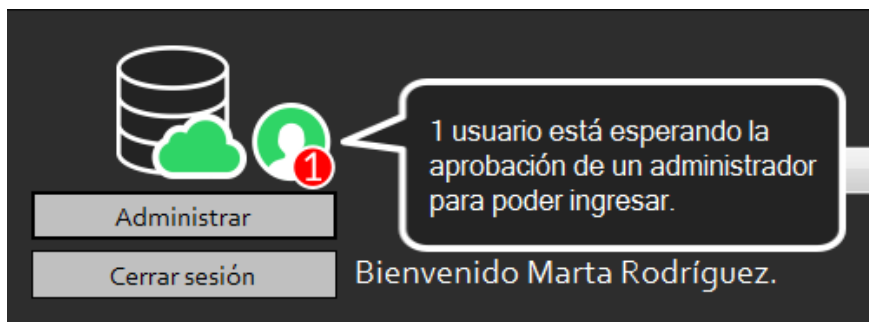 1
1 usuario está esperando la
aprobación de un administrador
para poder ingresar.
Administrar
Cerrar sesión
Bienvenido Marta Rodríguez.